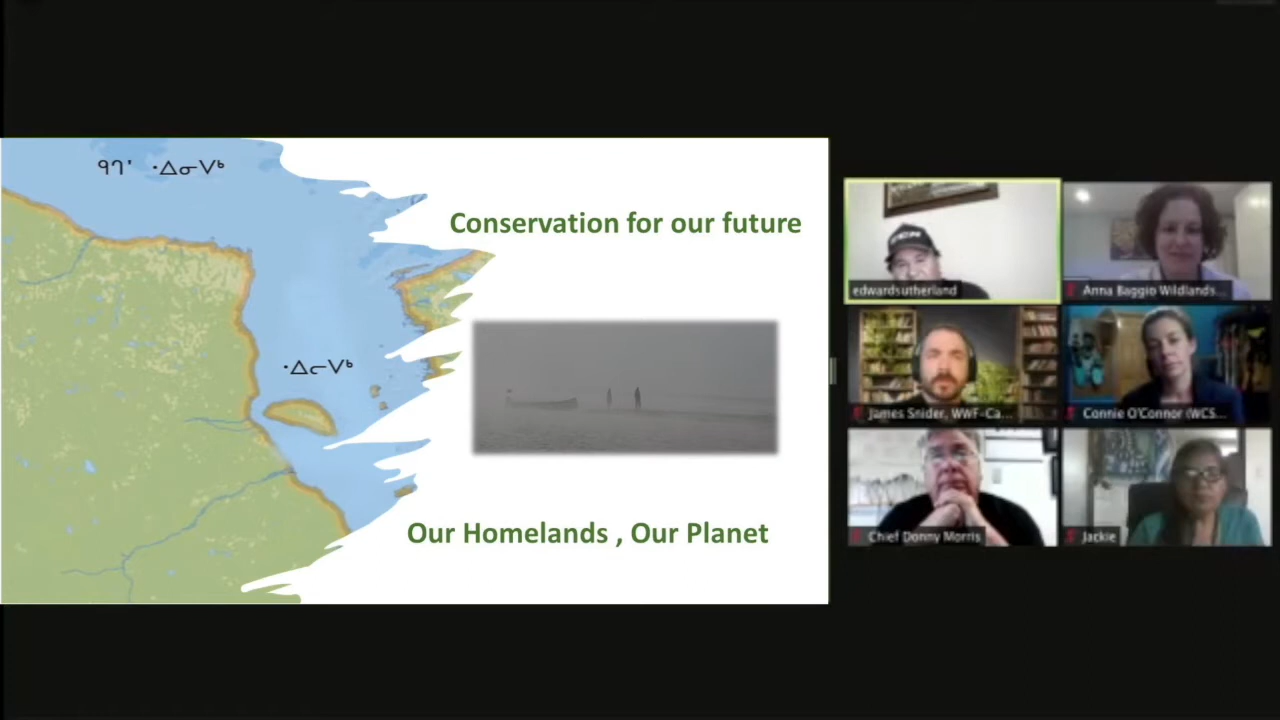 ᑫᒉᐠ ᐧᐃᓂᐯᒃ
Conservation for our future
ᐧᐃᓕᐯᒃ
Our Homelands , Our Planet
edwardsutherland
Anna Baggio Wildlands...
James Snider, WWF-Ca...
Connie O'Connor (WCS...
Chief Donny Morris
Jackie